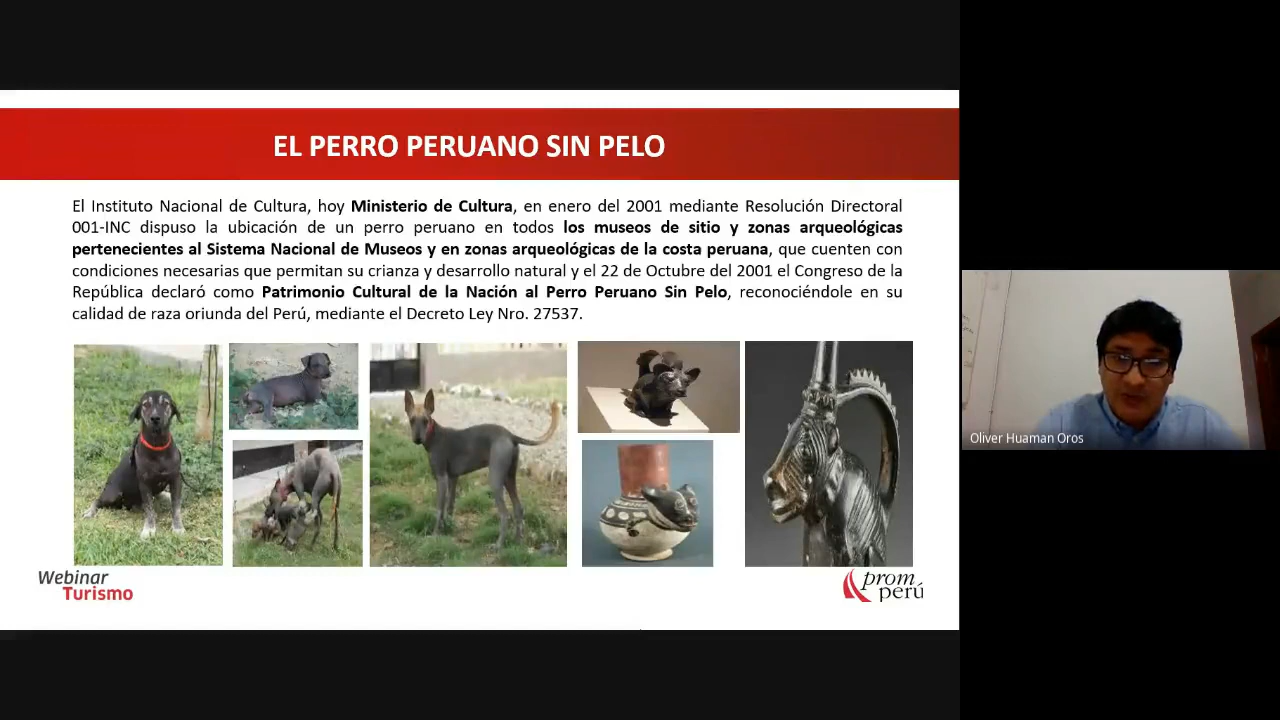 EL PERRO PERUANO SIN PELO
El Instituto Nacional de Cultura, hoy Ministerio de Cultura, en enero del 2001 mediante Resolución Directoral
001-INC dispuso la ubicación de un perro peruano en todos los museos de sitio y zonas arqueológicas
pertenecientes al Sistema Nacional de Museos y en zonas arqueológicas de la costa peruana, que cuenten con
condiciones necesarias que permitan su crianza y desarrollo natural y el 22 de Octubre del 2001 el Congreso de la
República declaró como Patrimonio Cultural de la Nación al Perro Peruano Sin Pelo, reconociéndole en su
calidad de raza oriunda del Perú, mediante el Decreto Ley Nro. 27537.
Webinar
Turismo
prom
perú
Oliver Huaman Oros